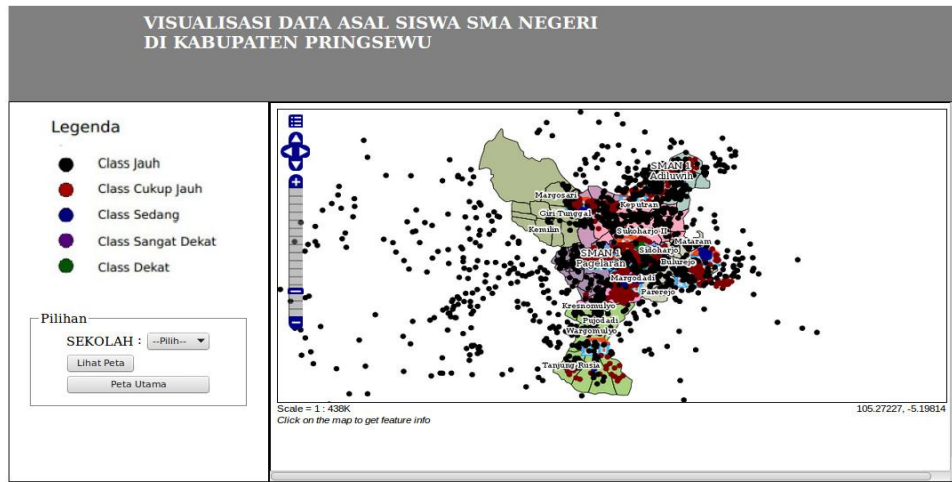 VISUALISASI DATA ASAL SISWA SMA NEGERI
DI KABUPATEN PRINGSEWU
Legenda
Class Jauh
Class Cukup Jauh
Class Sedang
Class Sangat Dekat
Class Dekat
Pilihan
SEKOLAH :
--Pilih--
Lihat Peta
Peta Utama
SMAN 1
Adiluwih
Margosari
Keputran
Giri Tunggal
Kemilin
Sukoharjo II
Mataram
Sidoharjo
SMAN 1
Pagelaran
Bulurejo
Margodadi
Parerejo
Kresnomulyo
Pujodadi
Wargomulyo
Tanjung Rusia
Scale = 1 : 438K
105.27227, -5.19814
Click on the map to get feature info